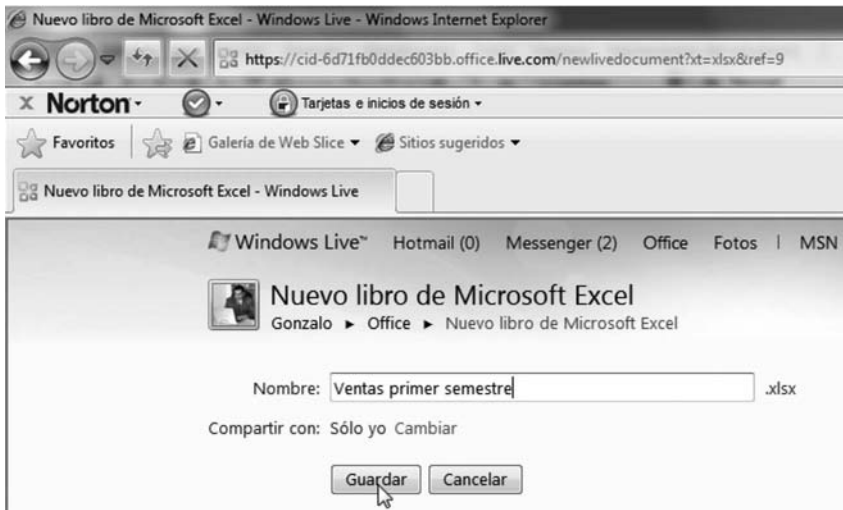 Nuevo libro de Microsoft Excel - Windows Live - Windows Internet Explorer
https://cid-6d71fb0ddec603bb.office.live.com/newlivedocument?xt=xlsx&ref=9
x Norton
Tarjetas e inicios de sesión
Favoritos Galería de Web Slice Sitios sugeridos
Nuevo libro de Microsoft Excel - Windows Live
Windows Live™ Hotmail (0) Messenger (2) Office Fotos | MSN
Nuevo libro de Microsoft Excel
Gonzalo ► Office ► Nuevo libro de Microsoft Excel
Nombre: Ventas primer semestre .xlsx
Compartir con: Sólo yo Cambiar
Guardar Cancelar